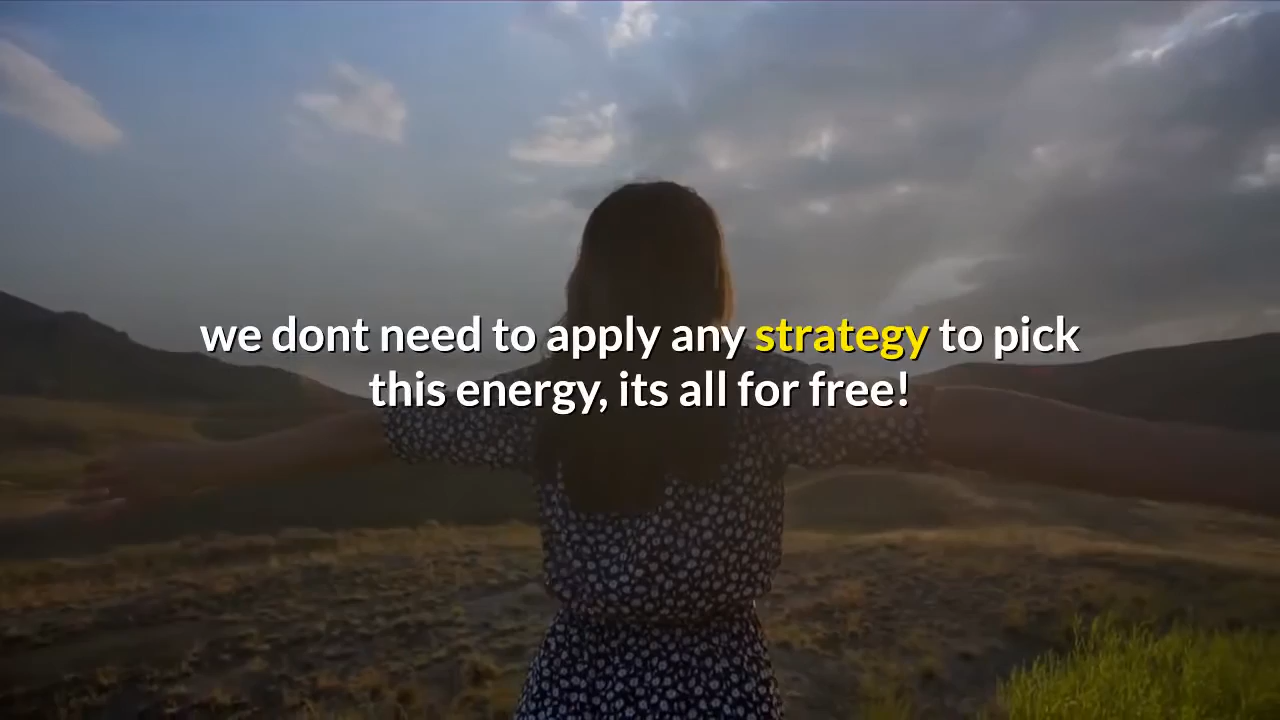 we dont need to apply any strategy to pick
this energy, its all for free!